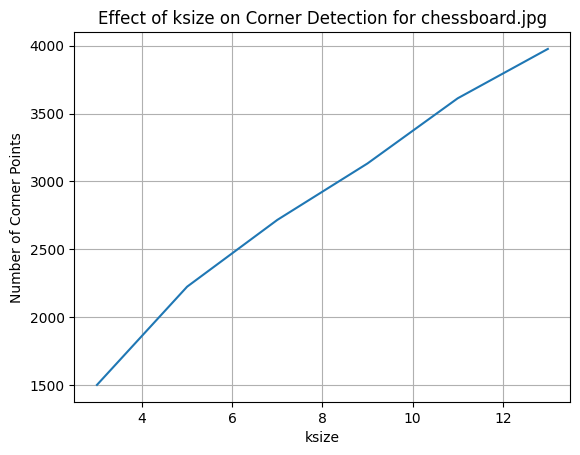 Effect of ksize on Corner Detection for chessboard.jpg
4000
3500
3000
2500
2000
1500
Number of Corner Points
4 6 8 10 12
ksize